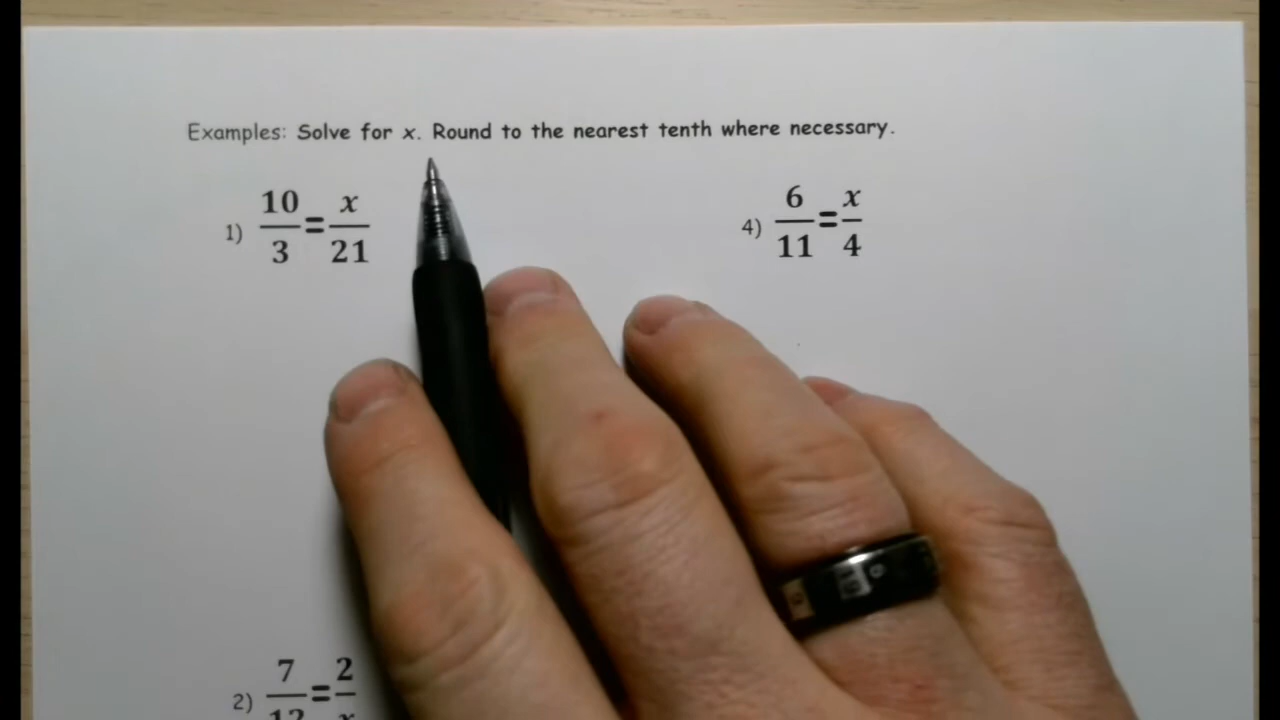 Examples: Solve for x. Round to the nearest tenth where necessary.
1) 10/3 = x/21
4) 6/11 = x/4
2) 7/12 = 2/x